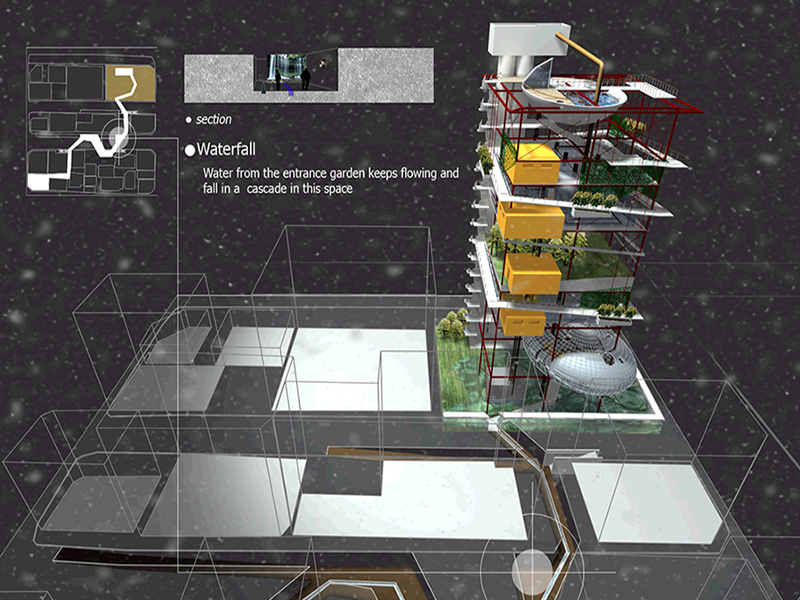 section
Waterfall
Water from the entrance garden keeps flowing and
fall in a cascade in this space